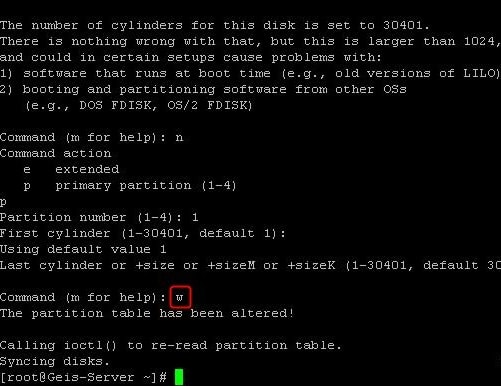 The number of cylinders for this disk is set to 30401.
There is nothing wrong with that, but this is larger than 1024,
and could in certain setups cause problems with:
1) software that runs at boot time (e.g., old versions of LILO)
2) booting and partitioning software from other OSs
(e.g., DOS FDISK, OS/2 FDISK)
Command (m for help): n
Command action
e extended
p primary partition (1-4)
p
Partition number (1-4): 1
First cylinder (1-30401, default 1):
Using default value 1
Last cylinder or +size or +sizeM or +sizeK (1-30401, default 30
Command (m for help): w
The partition table has been altered!
Calling ioctl() to re-read partition table.
Syncing disks.
[root@Geis-Server ~]#